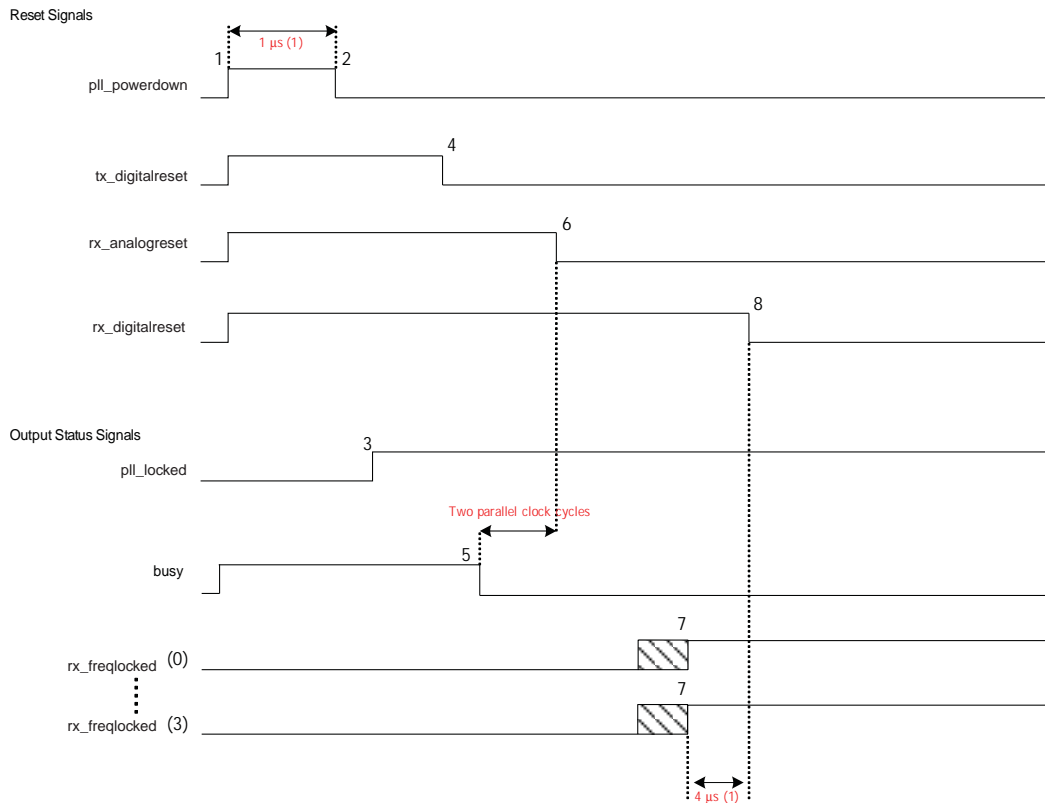 Reset Signals
1 µs (1)
1
2
pll_powerdown
4
tx_digitalreset
6
rx_analogreset
8
rx_digitalreset
Output Status Signals
3
pll_locked
Two parallel clock cycles
5
busy
7
rx_freqlocked (0)
7
rx_freqlocked (3)
4 µs (1)